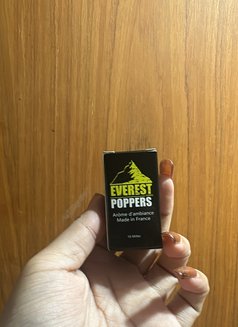 EVEREST
POPPERS
Arôme d'ambiance
Made in France